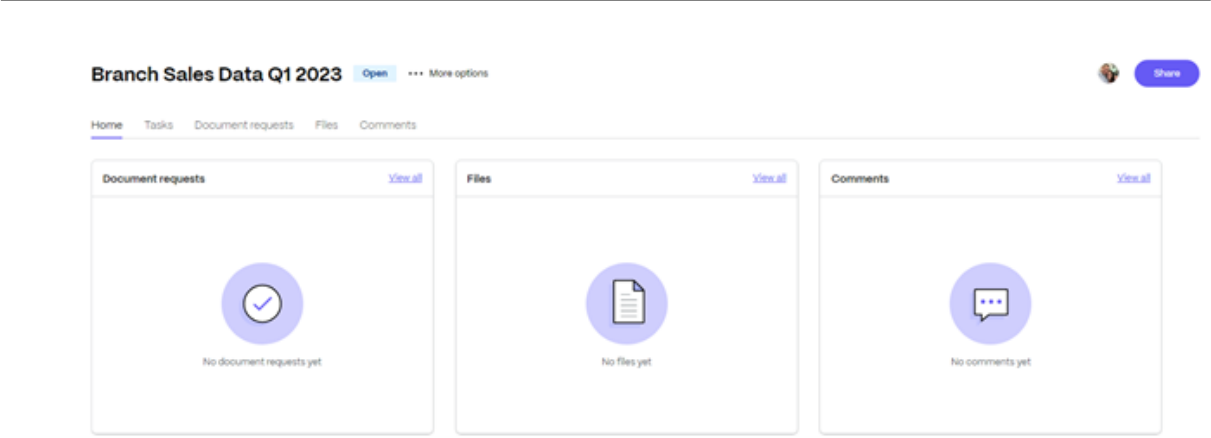 Branch Sales Data Q1 2023 Open ••• More options Share
Home Tasks Document requests Files Comments
Document requests View all
Files View all
Comments View all
No document requests yet
No files yet
No comments yet